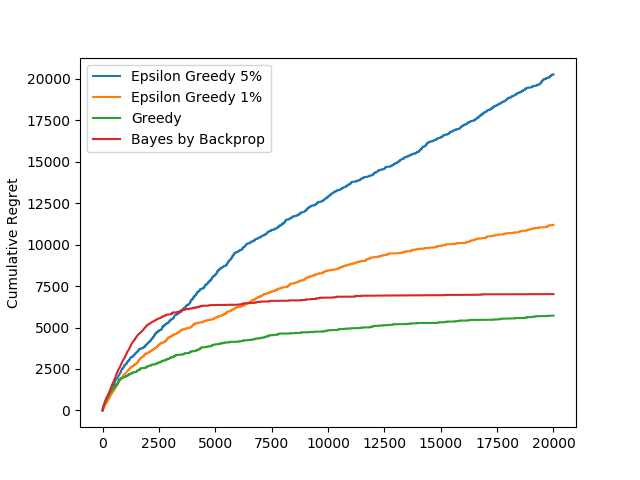 Epsilon Greedy 5%
Epsilon Greedy 1%
Greedy
Bayes by Backprop
Cumulative Regret
20000
17500
15000
12500
10000
7500
5000
2500
0
0 2500 5000 7500 10000 12500 15000 17500 20000